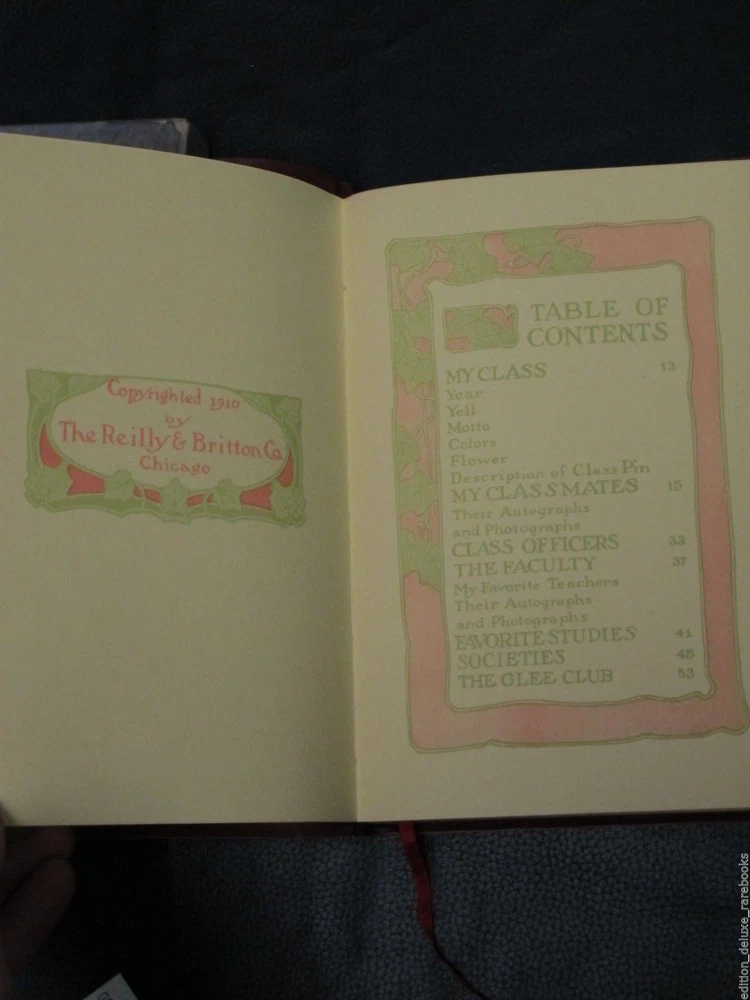 Copyrighted 1910
by
The Reilly & Britton Co.
Chicago
TABLE OF
CONTENTS
MY CLASS 13
Year
Yell
Motto
Colors
Flower
Description of Class Pin
MY CLASSMATES 15
Their Autographs
and Photographs
CLASS OFFICERS 33
THE FACULTY 37
My Favorite Teachers
Their Autographs
and Photographs
FAVORITE STUDIES 41
SOCIETIES 45
THE GLEE CLUB 53
edition_deluxe_rarebooks